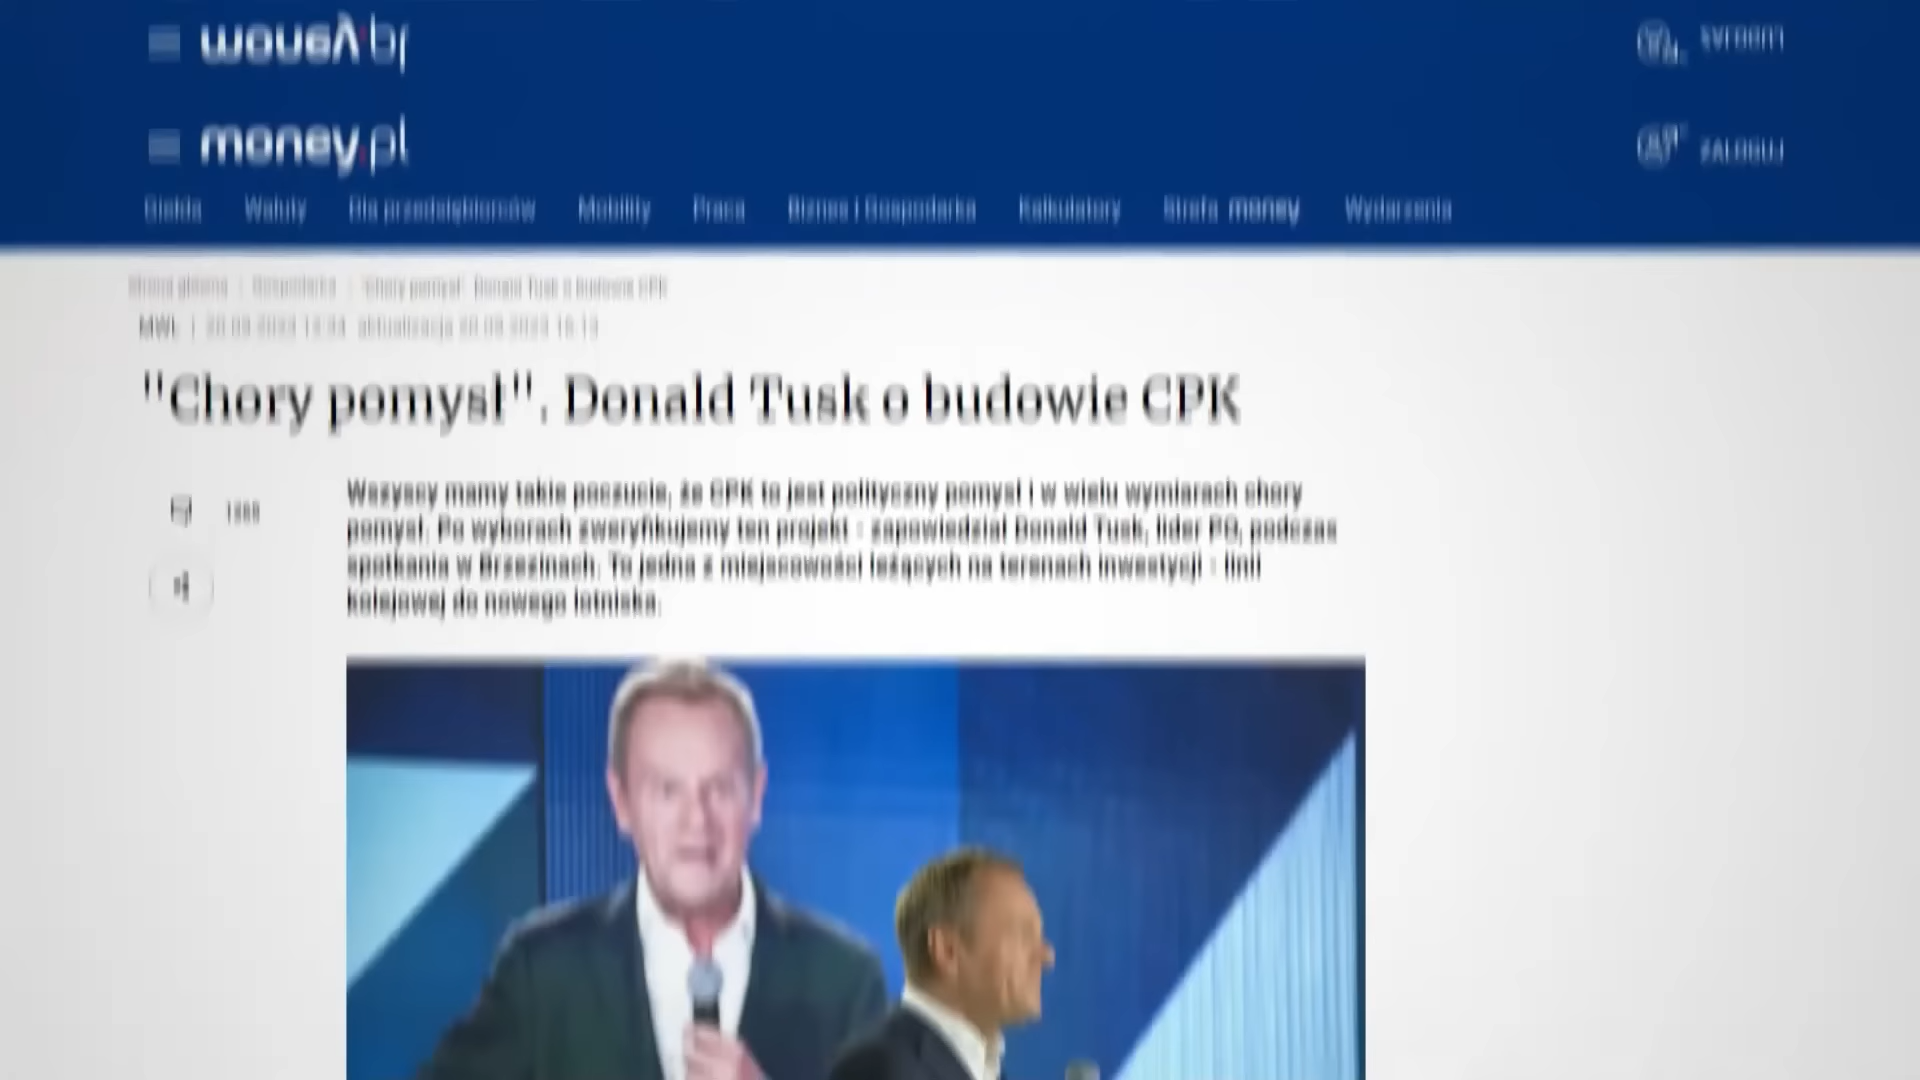 money.pl
ZALOGUJ
Giełda Waluty Dla przedsiębiorców Mobility Praca Biznes i Gospodarka Kalkulatory Strefa money Wydarzenia
Strona główna Gospodarka "Chory pomysł". Donald Tusk o budowie CPK
MWL | aktualizacja
"Chory pomysł". Donald Tusk o budowie CPK
Wszyscy mamy takie poczucie, że CPK to jest polityczny pomysł i w wielu wymiarach chory
pomysł. Po wyborach zweryfikujemy ten projekt - zapowiedział Donald Tusk, lider PO, podczas
spotkania w Brzezinach. To jedna z miejscowości leżących na terenach inwestycji - linii
kolejowej do nowego lotniska.